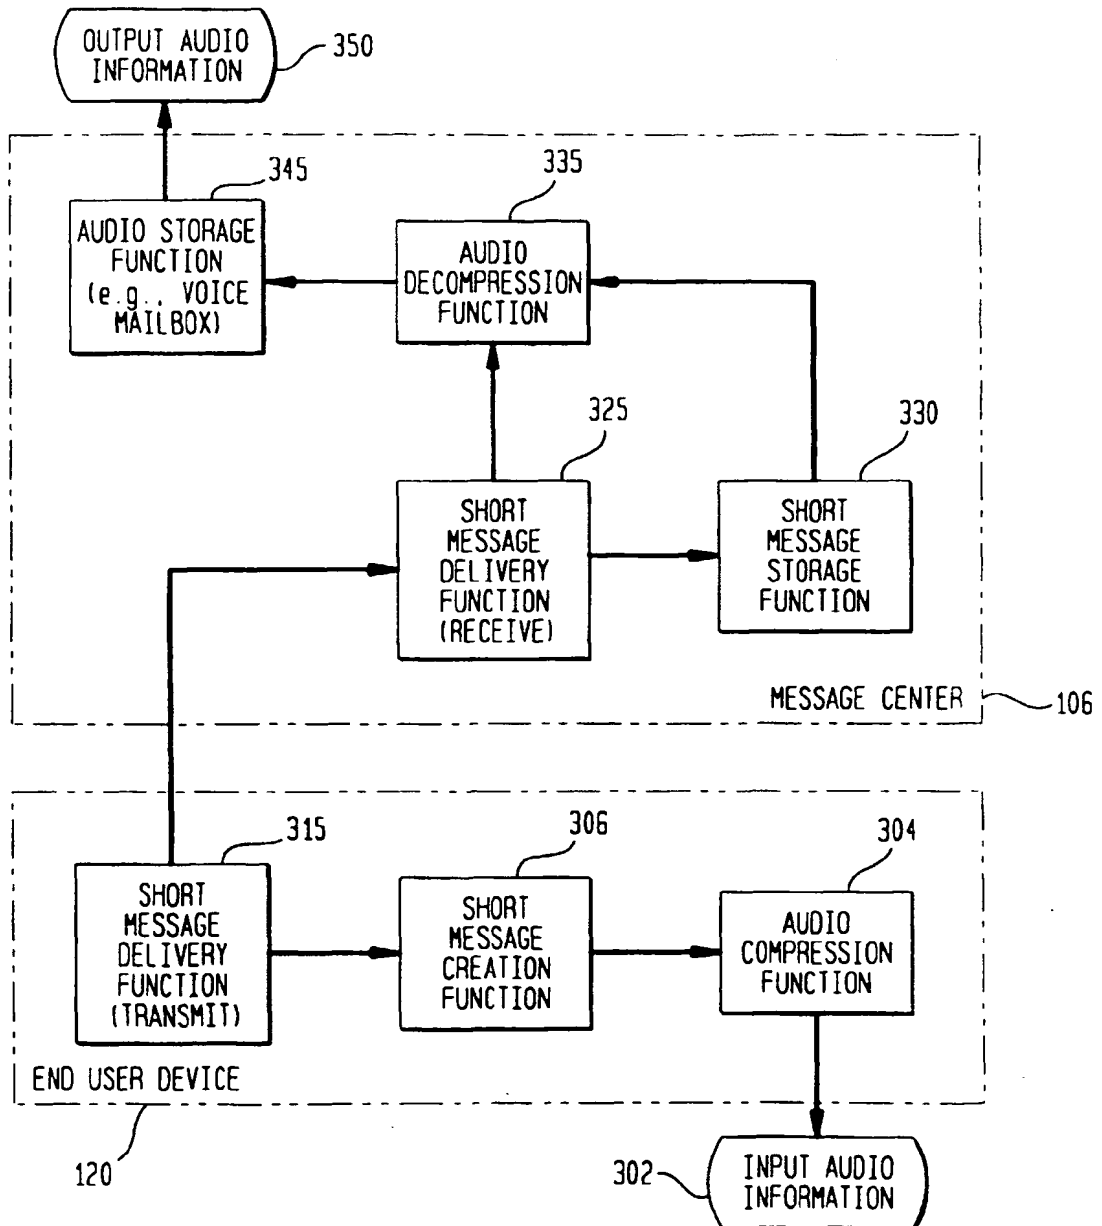 OUTPUT AUDIO
INFORMATION
350
345
335
AUDIO STORAGE
FUNCTION
(e.g., VOICE
MAILBOX)
AUDIO
DECOMPRESSION
FUNCTION
325
330
SHORT
MESSAGE
DELIVERY
FUNCTION
(RECEIVE)
SHORT
MESSAGE
STORAGE
FUNCTION
MESSAGE CENTER
106
315
306
304
SHORT
MESSAGE
DELIVERY
FUNCTION
(TRANSMIT)
SHORT
MESSAGE
CREATION
FUNCTION
AUDIO
COMPRESSION
FUNCTION
END USER DEVICE
120
302
INPUT AUDIO
INFORMATION